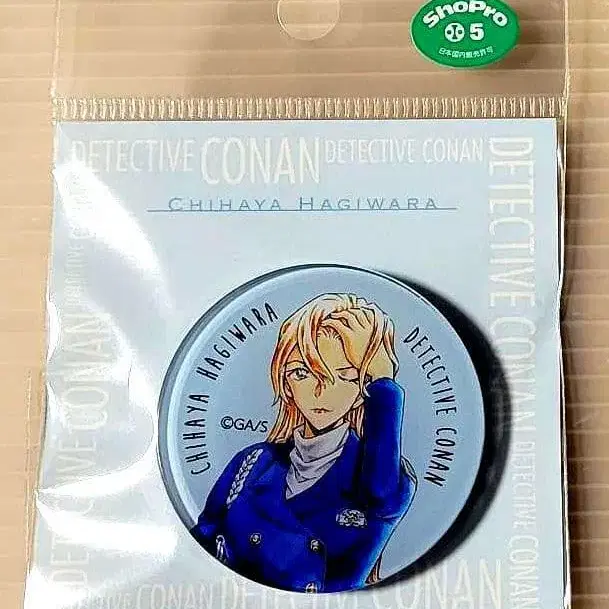 ShoPro
5
日本国内販売許可
DETECTIVE CONAN DETECTIVE CONAN
CHIHAYA HAGIWARA
DETECTIVE CONAN DETECTIVE CONAN
DETECTIVE CONAN
CHIHAYA HAGIWARA
DETECTIVE CONAN
©GA/S
DETECTIVE CONAN DETECTIVE CONAN